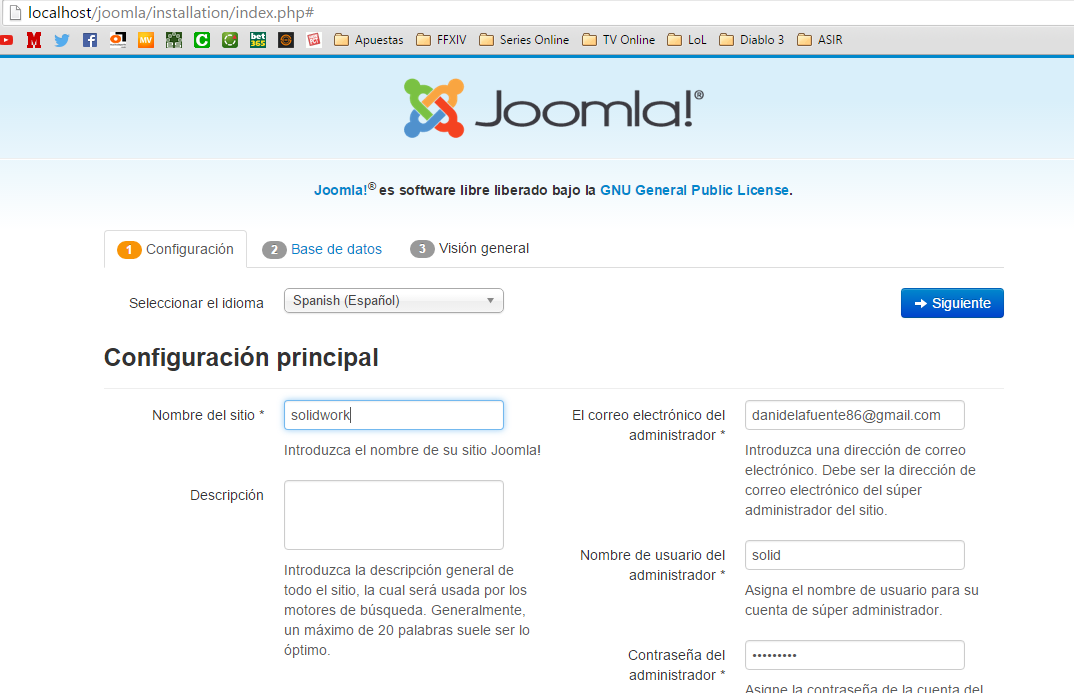 localhost/joomla/installation/index.php#
M
MV
C
bet
365
Apuestas
FFXIV
Series Online
TV Online
LoL
Diablo 3
ASIR
Joomla!®
Joomla!® es software libre liberado bajo la GNU General Public License.
1 Configuración
2 Base de datos
3 Visión general
Seleccionar el idioma
Spanish (Español)
Siguiente
Configuración principal
Nombre del sitio *
solidwork
Introduzca el nombre de su sitio Joomla!
Descripción
Introduzca la descripción general de
todo el sitio, la cual será usada por los
motores de búsqueda. Generalmente,
un máximo de 20 palabras suele ser lo
óptimo.
El correo electrónico del
administrador *
danidelafuente86@gmail.com
Introduzca una dirección de correo
electrónico. Debe ser la dirección de
correo electrónico del súper
administrador del sitio.
Nombre de usuario del
administrador *
solid
Asigna el nombre de usuario para su
cuenta de súper administrador.
Contraseña del
administrador *
•••••••••
Asigne la contraseña de la cuenta del